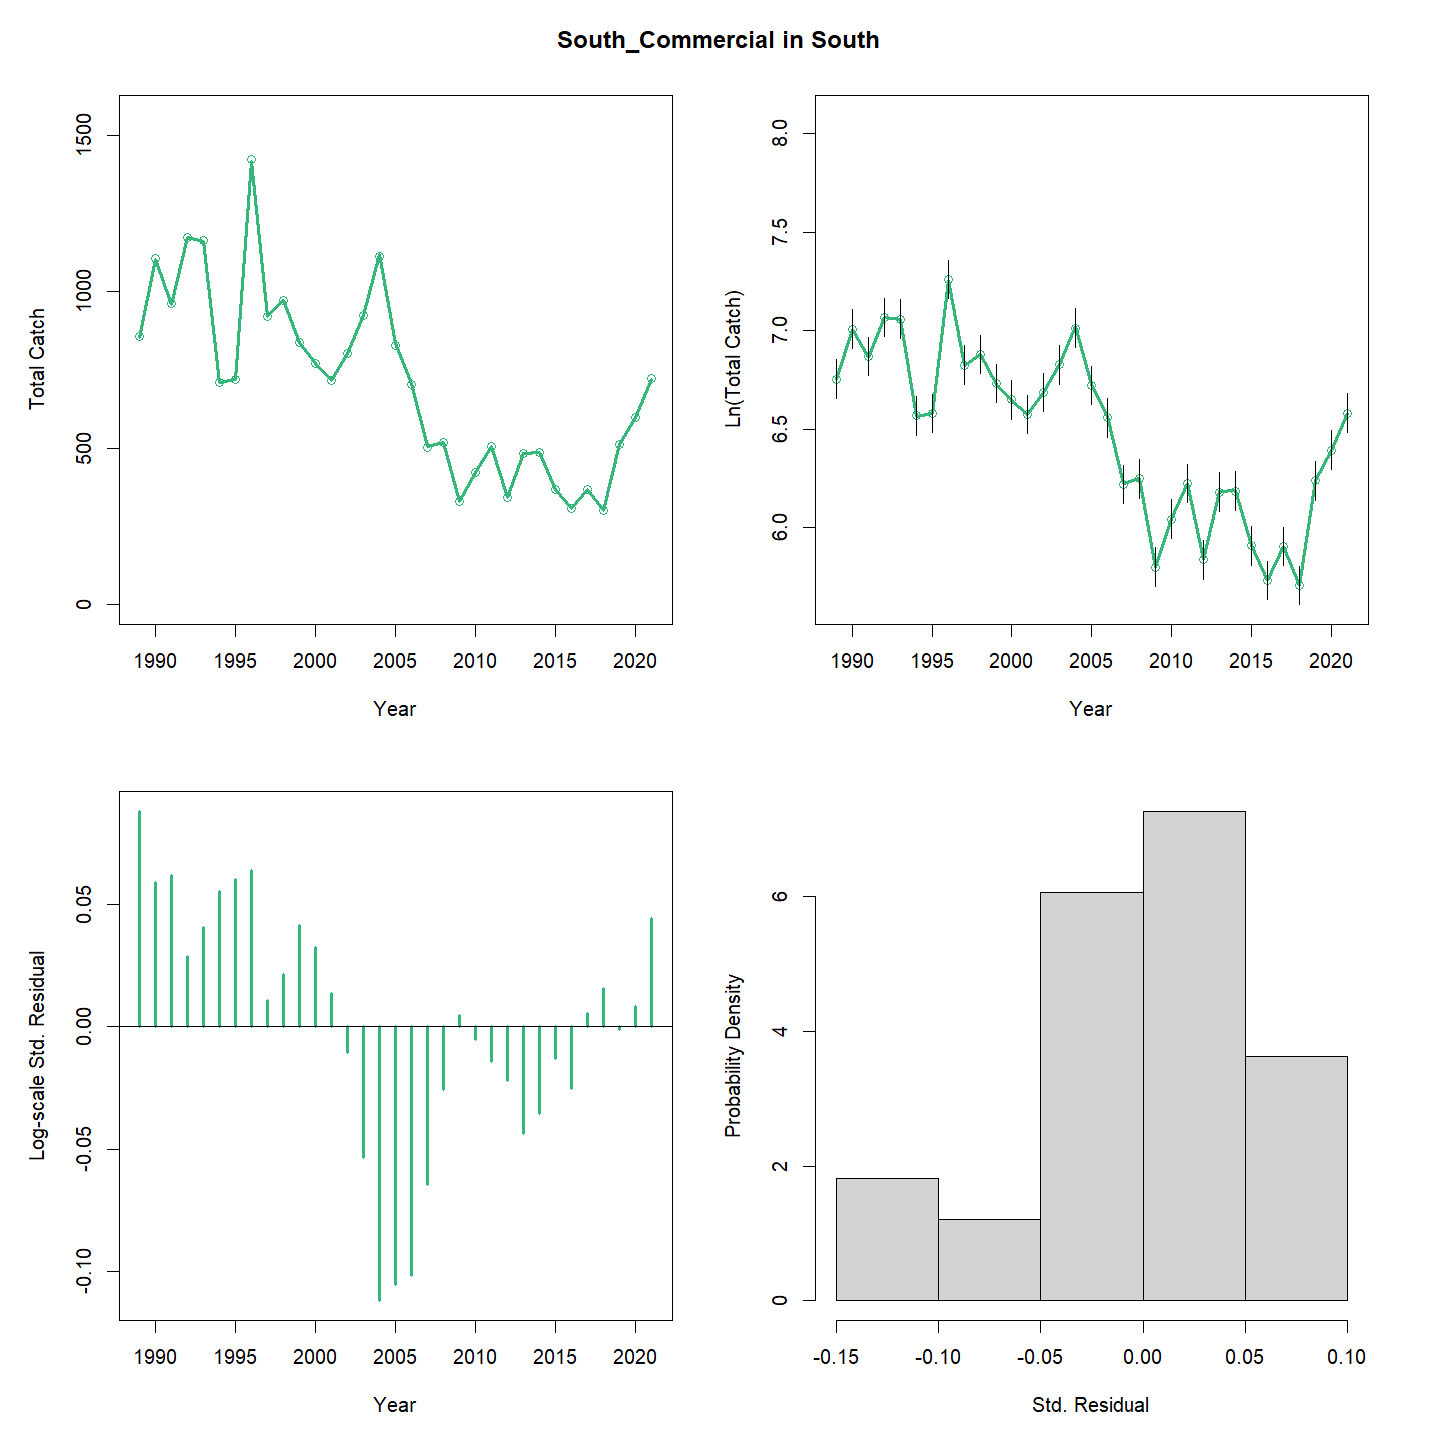 South_Commercial in South
Total Catch
1500
1000
500
0
1990 1995 2000 2005 2010 2015 2020
Year
Ln(Total Catch)
8.0
7.5
7.0
6.5
6.0
1990 1995 2000 2005 2010 2015 2020
Year
Log-scale Std. Residual
0.05
0.00
-0.05
-0.10
1990 1995 2000 2005 2010 2015 2020
Year
Probability Density
6
4
2
0
-0.15 -0.10 -0.05 0.00 0.05 0.10
Std. Residual